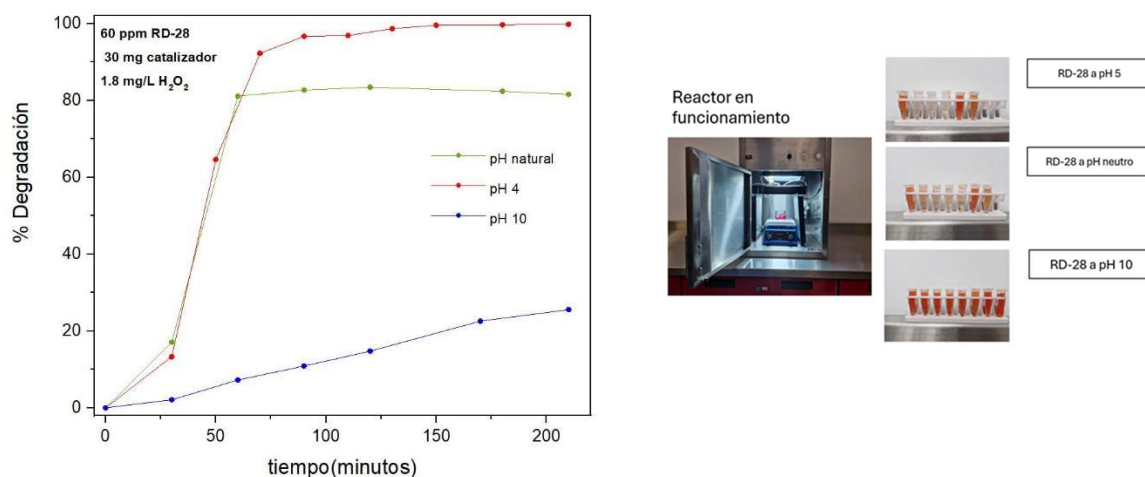 60 ppm RD-28
30 mg catalizador
1.8 mg/L H₂O₂
100
80
60
40
20
0
% Degradación
pH natural
pH 4
pH 10
0
50
100
150
200
tiempo(minutos)
Reactor en
funcionamiento
RD-28 a pH 5
RD-28 a pH neutro
RD-28 a pH 10